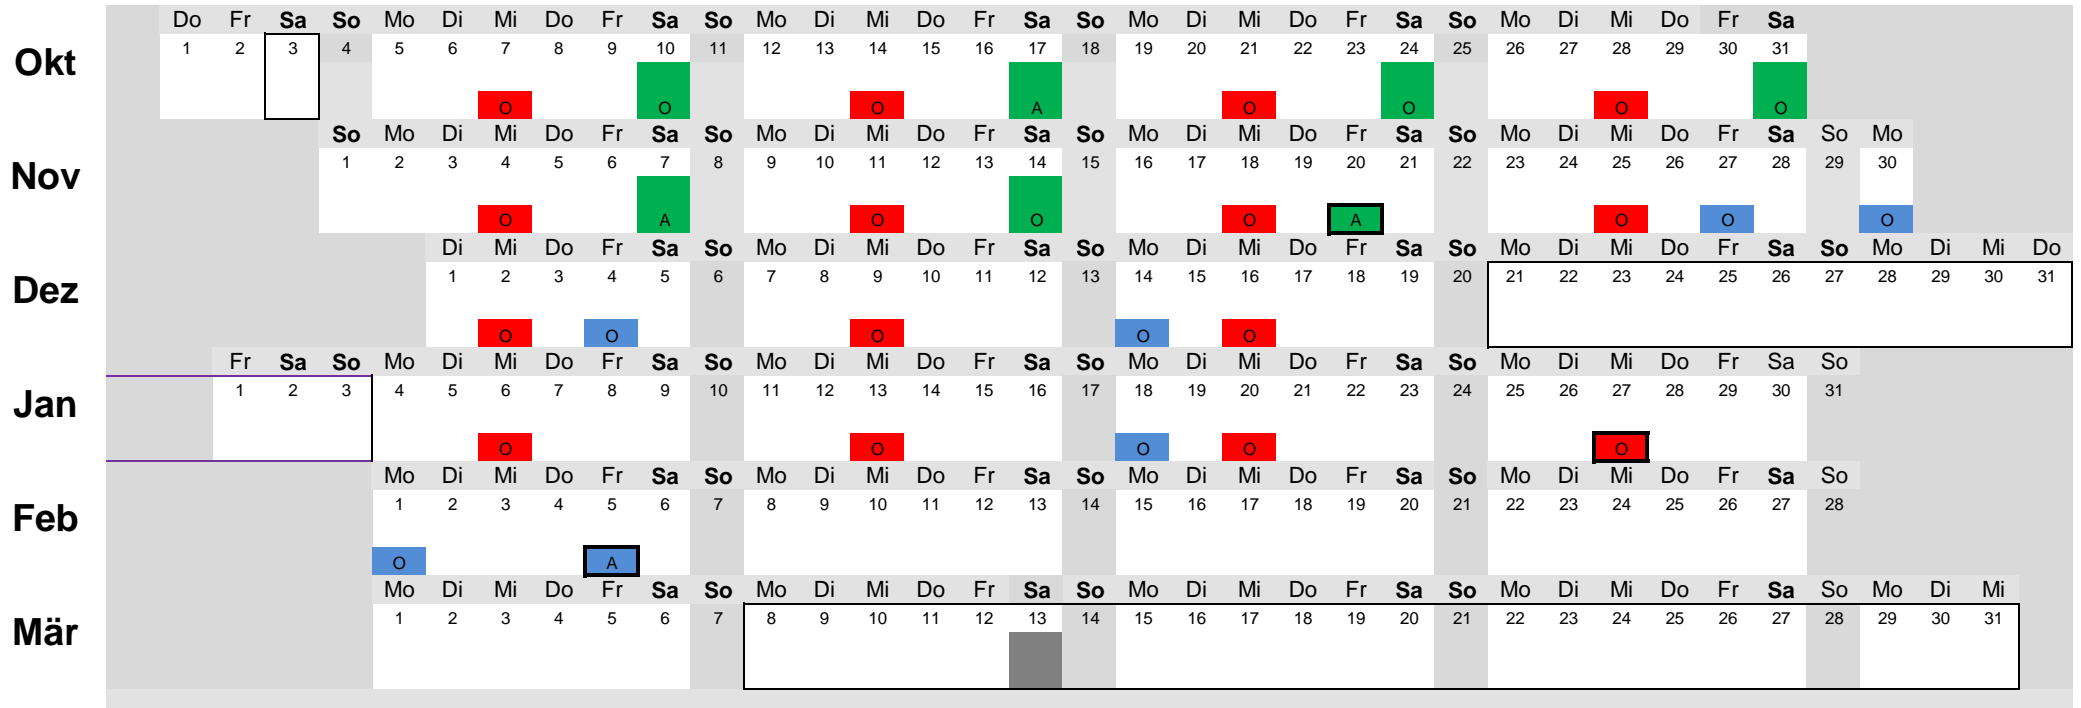 Do Fr Sa So Mo Di Mi Do Fr Sa So Mo Di Mi Do Fr Sa So Mo Di Mi Do Fr Sa So Mo Di Mi Do Fr Sa
Okt
1 2 3 4 5 6 7 8 9 10 11 12 13 14 15 16 17 18 19 20 21 22 23 24 25 26 27 28 29 30 31
O O O A O O O O
So Mo Di Mi Do Fr Sa So Mo Di Mi Do Fr Sa So Mo Di Mi Do Fr Sa So Mo Di Mi Do Fr Sa So Mo
Nov
1 2 3 4 5 6 7 8 9 10 11 12 13 14 15 16 17 18 19 20 21 22 23 24 25 26 27 28 29 30
O A O O O A O O O
Di Mi Do Fr Sa So Mo Di Mi Do Fr Sa So Mo Di Mi Do Fr Sa So Mo Di Mi Do Fr Sa So Mo Di Mi Do
Dez
1 2 3 4 5 6 7 8 9 10 11 12 13 14 15 16 17 18 19 20 21 22 23 24 25 26 27 28 29 30 31
O O O O O
Fr Sa So Mo Di Mi Do Fr Sa So Mo Di Mi Do Fr Sa So Mo Di Mi Do Fr Sa So Mo Di Mi Do Fr Sa So
Jan
1 2 3 4 5 6 7 8 9 10 11 12 13 14 15 16 17 18 19 20 21 22 23 24 25 26 27 28 29 30 31
O O O O O
Mo Di Mi Do Fr Sa So Mo Di Mi Do Fr Sa So Mo Di Mi Do Fr Sa So Mo Di Mi Do Fr Sa So
Feb
1 2 3 4 5 6 7 8 9 10 11 12 13 14 15 16 17 18 19 20 21 22 23 24 25 26 27 28
O A
Mo Di Mi Do Fr Sa So Mo Di Mi Do Fr Sa So Mo Di Mi Do Fr Sa So Mo Di Mi Do Fr Sa So Mo Di Mi
Mär
1 2 3 4 5 6 7 8 9 10 11 12 13 14 15 16 17 18 19 20 21 22 23 24 25 26 27 28 29 30 31